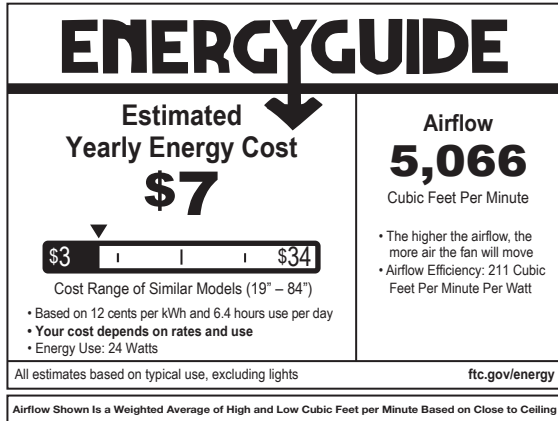 ENERGYGUIDE
Estimated
Yearly Energy Cost
$7
$3
$34
Cost Range of Similar Models (19” – 84”)
• Based on 12 cents per kWh and 6.4 hours use per day
• Your cost depends on rates and use
• Energy Use: 24 Watts
Airflow
5,066
Cubic Feet Per Minute
• The higher the airflow, the
more air the fan will move
• Airflow Efficiency: 211 Cubic
Feet Per Minute Per Watt
All estimates based on typical use, excluding lights
ftc.gov/energy
Airflow Shown Is a Weighted Average of High and Low Cubic Feet per Minute Based on Close to Ceiling